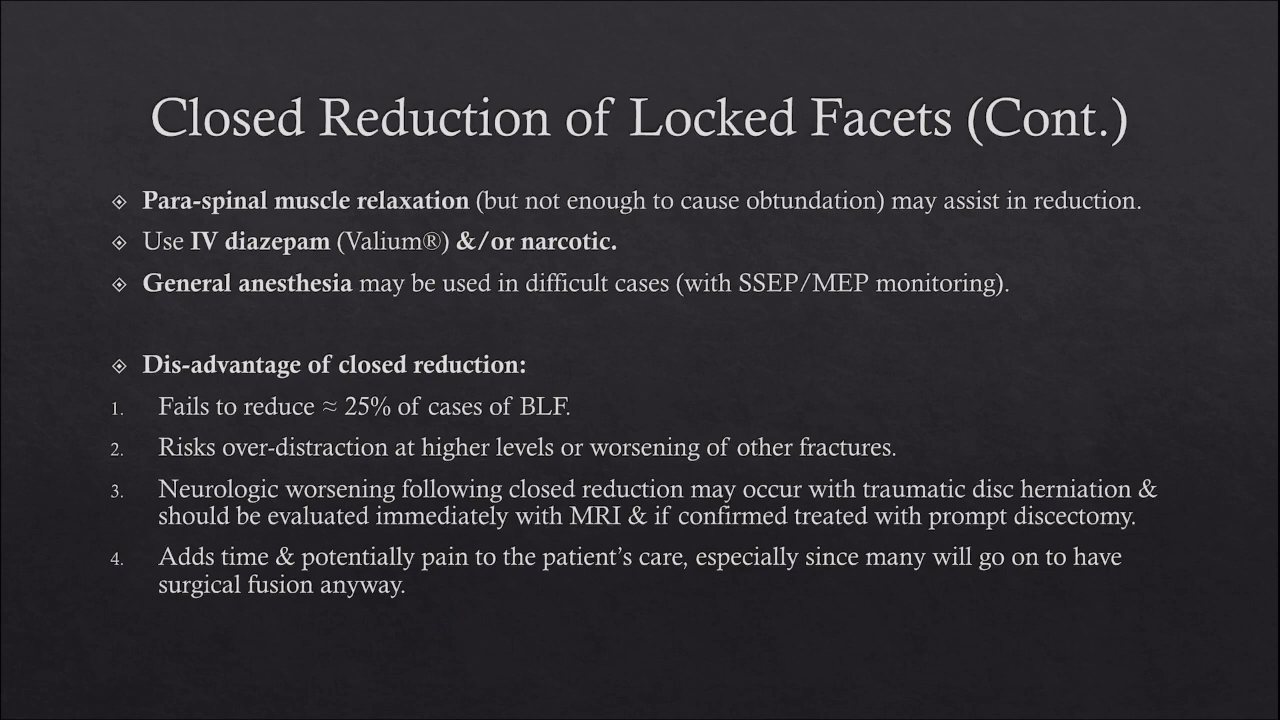 Closed Reduction of Locked Facets (Cont.)
Para-spinal muscle relaxation (but not enough to cause obtundation) may assist in reduction.
Use IV diazepam (Valium®) &/or narcotic.
General anesthesia may be used in difficult cases (with SSEP/MEP monitoring).
Dis-advantage of closed reduction:
1. Fails to reduce ≈ 25% of cases of BLF.
2. Risks over-distraction at higher levels or worsening of other fractures.
3. Neurologic worsening following closed reduction may occur with traumatic disc herniation &
should be evaluated immediately with MRI & if confirmed treated with prompt discectomy.
4. Adds time & potentially pain to the patient's care, especially since many will go on to have
surgical fusion anyway.